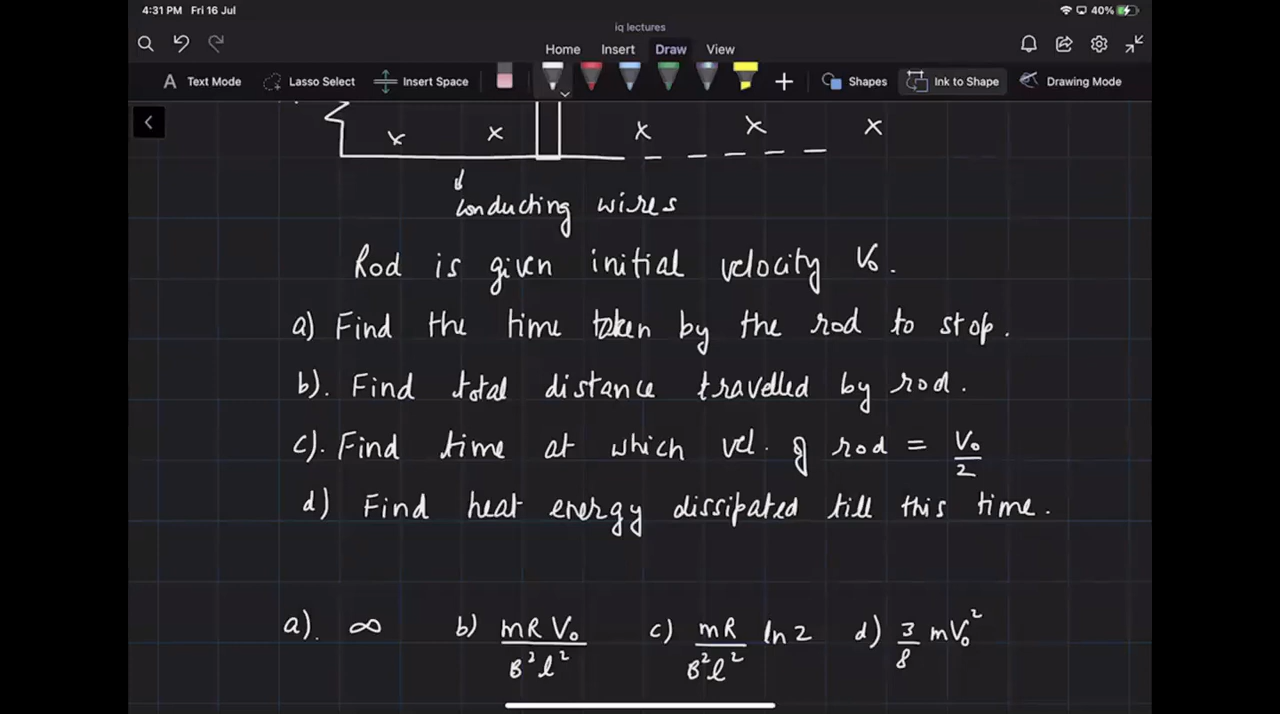 4:31 PM Fri 16 Jul
40%
iq lectures
Home Insert Draw View
Text Mode Lasso Select Insert Space Shapes Ink to Shape Drawing Mode
x x x x x
conducting wires
Rod is given initial velocity V₀.
a) Find the time taken by the rod to stop.
b). Find total distance travelled by rod.
c). Find time at which vel. of rod = V₀/2
d) Find heat energy dissipated till this time.
a). ∞ b) mRV₀/B²l² c) mR/B²l² ln 2 d) 3/8 mV₀²